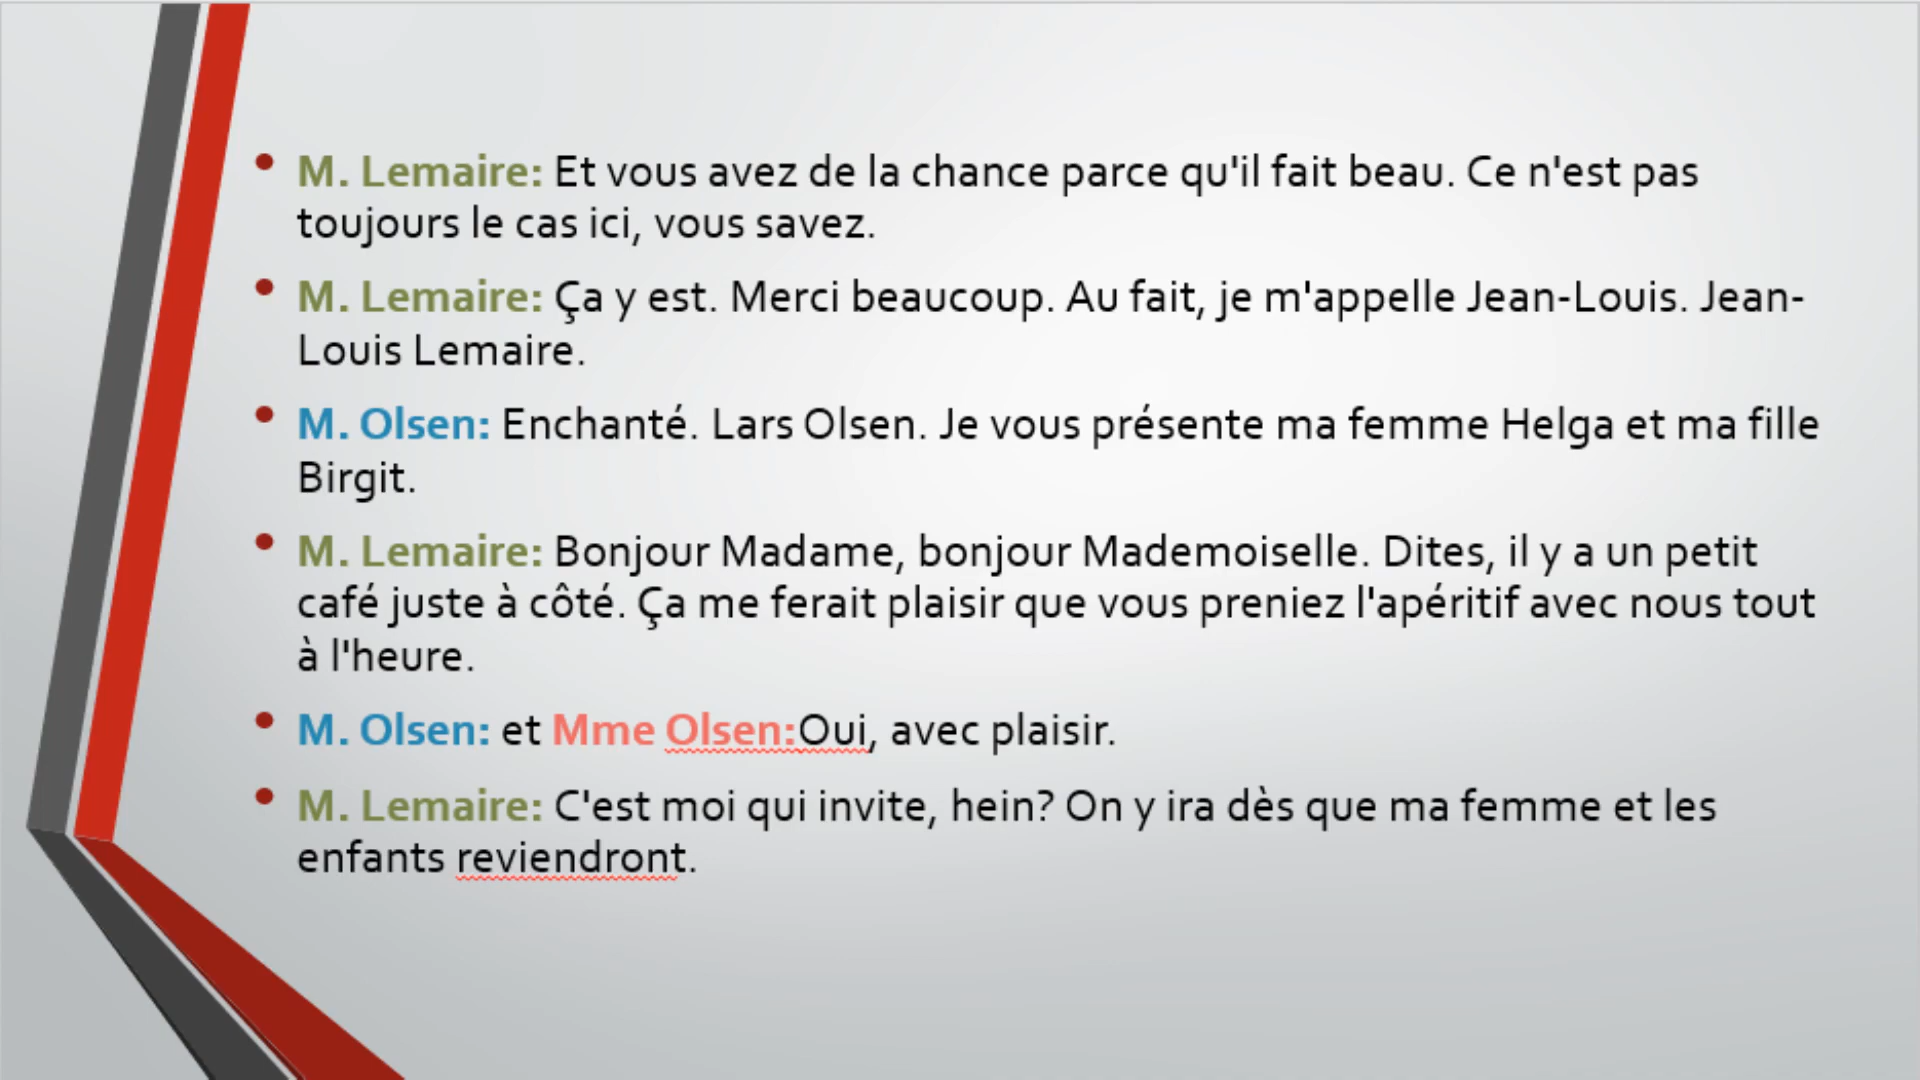 • M. Lemaire: Et vous avez de la chance parce qu'il fait beau. Ce n'est pas
toujours le cas ici, vous savez.
• M. Lemaire: Ça y est. Merci beaucoup. Au fait, je m'appelle Jean-Louis. Jean-
Louis Lemaire.
• M. Olsen: Enchanté. Lars Olsen. Je vous présente ma femme Helga et ma fille
Birgit.
• M. Lemaire: Bonjour Madame, bonjour Mademoiselle. Dites, il y a un petit
café juste à côté. Ça me ferait plaisir que vous preniez l'apéritif avec nous tout
à l'heure.
• M. Olsen: et Mme Olsen:Oui, avec plaisir.
• M. Lemaire: C'est moi qui invite, hein? On y ira dès que ma femme et les
enfants reviendront.